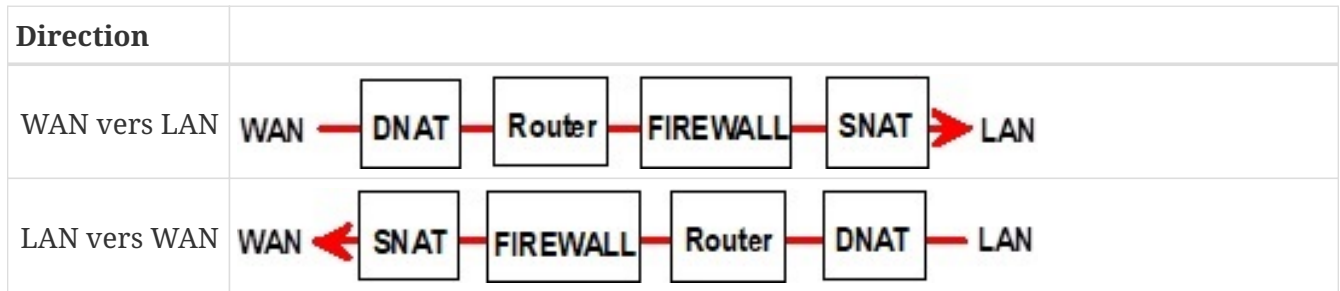 Direction
WAN vers LAN WAN DNAT Router FIREWALL SNAT LAN
LAN vers WAN WAN SNAT FIREWALL Router DNAT LAN